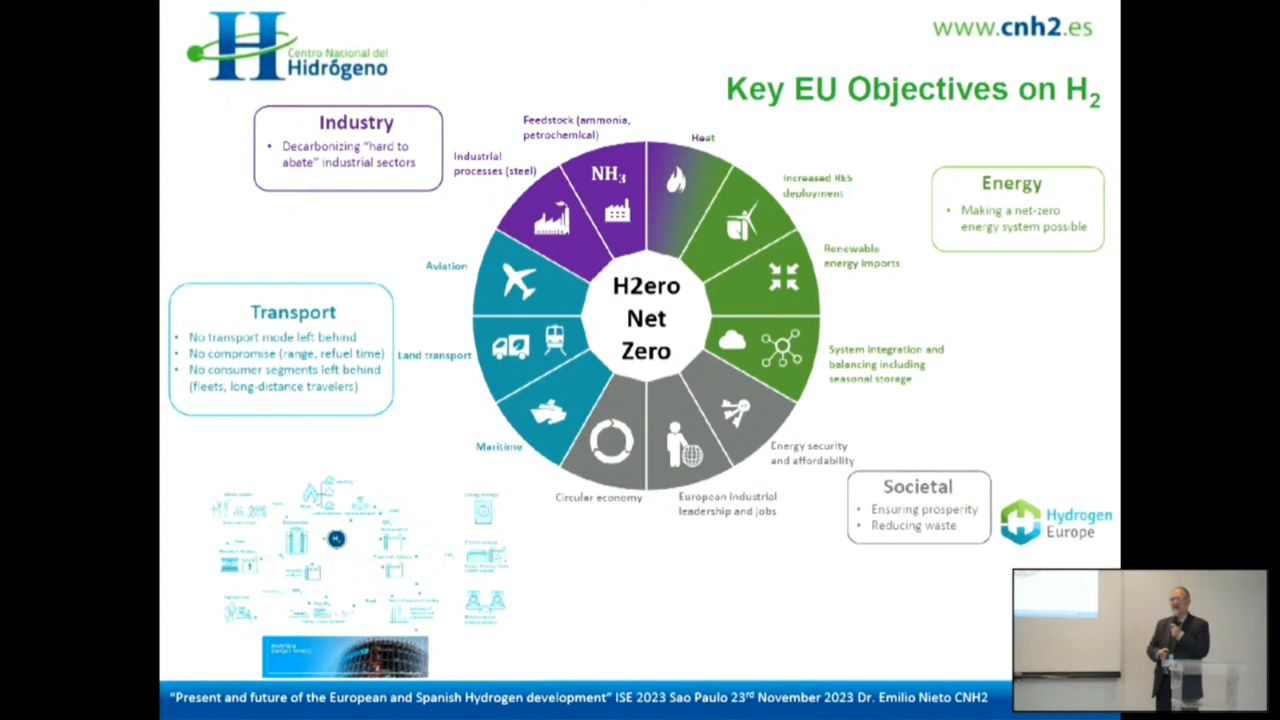 H
Centro Nacional del
Hidrógeno
www.cnh2.es
Key EU Objectives on H2
Industry
• Decarbonizing "hard to
abate" industrial sectors
Feedstock (ammonia,
petrochemical)
Heat
Industrial
processes (steel)
NH3
Increased RES
deployment
Energy
• Making a net-zero
energy system possible
Renewable
energy imports
Aviation
H2ero
Net
Zero
Transport
• No transport mode left behind
• No compromise (range, refuel time)
• No consumer segments left behind
(fleets, long-distance travelers)
Land transport
System integration and
balancing including
seasonal storage
Maritime
Energy security
and affordability
Circular economy
European industrial
leadership and jobs
Societal
• Ensuring prosperity
• Reducing waste
Hydrogen
Europe
"Present and future of the European and Spanish Hydrogen development" ISE 2023 Sao Paulo 23rd November 2023 Dr. Emilio Nieto CNH2